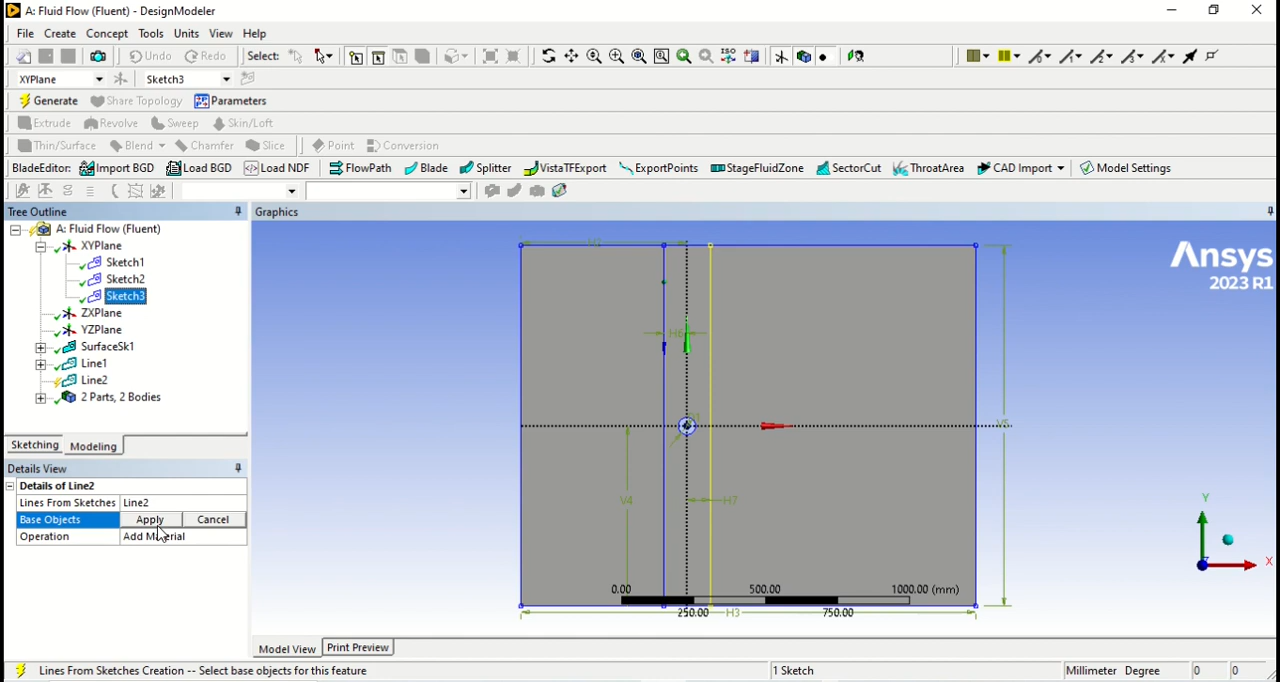 A: Fluid Flow (Fluent) - DesignModeler
File Create Concept Tools Units View Help
Undo Redo Select:
XYPlane Sketch3
Generate Share Topology Parameters
Extrude Revolve Sweep Skin/Loft
Thin/Surface Blend Chamfer Slice Point Conversion
BladeEditor: Import BGD Load BGD Load NDF FlowPath Blade Splitter VistaTFExport ExportPoints StageFluidZone SectorCut ThroatArea CAD Import Model Settings
Tree Outline
Graphics
A: Fluid Flow (Fluent)
XYPlane
Sketch1
Sketch2
Sketch3
ZXPlane
YZPlane
SurfaceSk1
Line1
Line2
2 Parts, 2 Bodies
Sketching Modeling
Details View
Details of Line2
Lines From Sketches Line2
Base Objects Apply Cancel
Operation Add Material
Ansys
2023 R1
H6
V5
V4
H7
H3
0.00 500.00 1000.00 (mm)
250.00 750.00
Y
X
Z
Model View Print Preview
Lines From Sketches Creation -- Select base objects for this feature
1 Sketch
Millimeter Degree 0 0